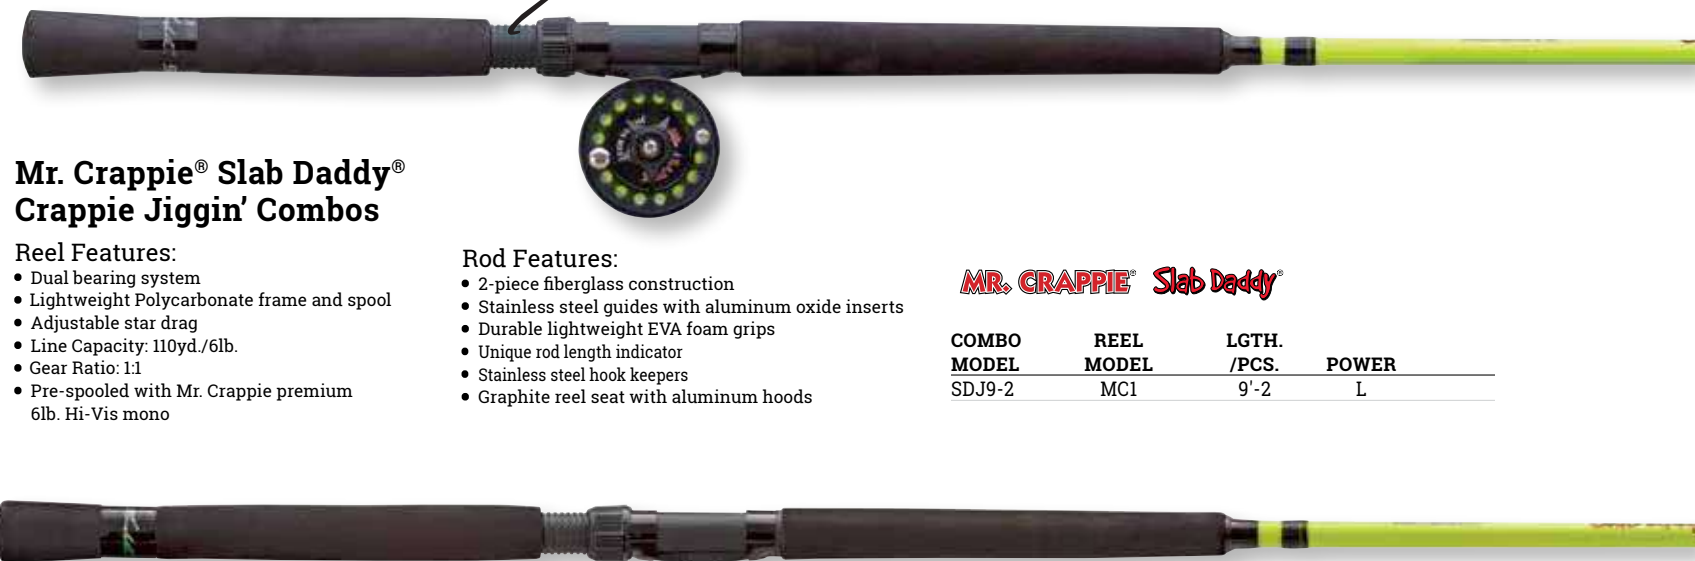 Mr. Crappie® Slab Daddy®
Crappie Jiggin’ Combos
Reel Features:
• Dual bearing system
• Lightweight Polycarbonate frame and spool
• Adjustable star drag
• Line Capacity: 110yd./6lb.
• Gear Ratio: 1:1
• Pre-spooled with Mr. Crappie premium
6lb. Hi-Vis mono
Rod Features:
• 2-piece fiberglass construction
• Stainless steel guides with aluminum oxide inserts
• Durable lightweight EVA foam grips
• Unique rod length indicator
• Stainless steel hook keepers
• Graphite reel seat with aluminum hoods
MR. CRAPPIE® Slab Daddy®
COMBO REEL LGTH.
MODEL MODEL /PCS. POWER
SDJ9-2 MC1 9'-2 L